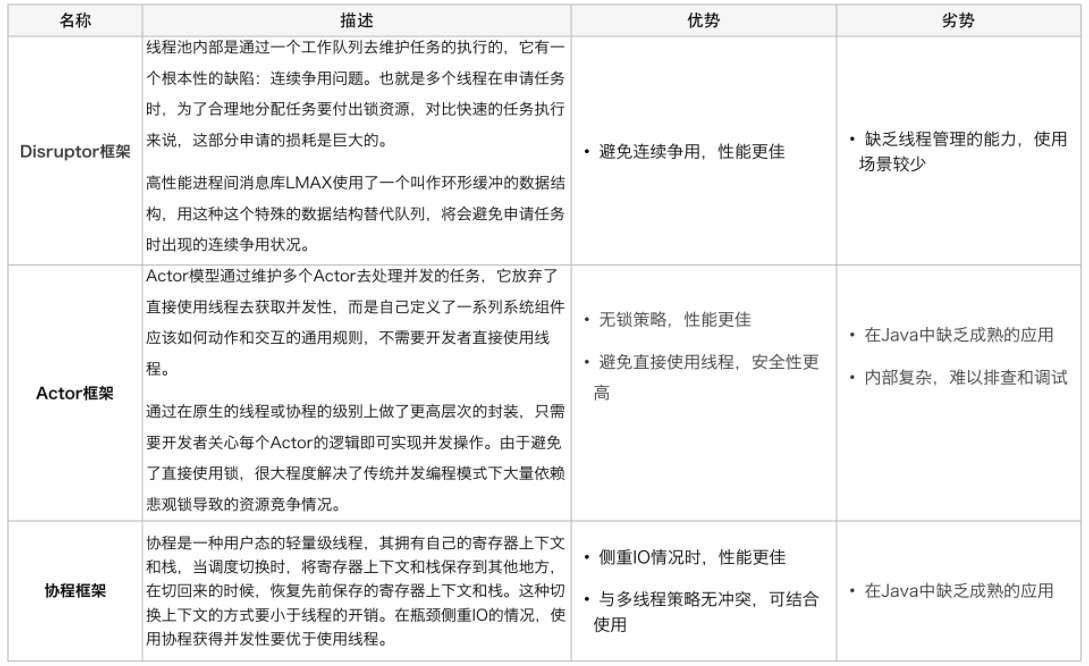 名称 描述 优势 劣势
Disruptor框架
线程池内部是通过一个工作队列去维护任务的执行的，它有一
个根本性的缺陷：连续争用问题。也就是多个线程在申请任务
时，为了合理地分配任务要付出锁资源，对比快速的任务执行
来说，这部分申请的损耗是巨大的。
高性能进程间消息库LMAX使用了一个叫作环形缓冲的数据结
构，用这种这个特殊的数据结构替代队列，将会避免申请任务
时出现的连续争用状况。
• 避免连续争用，性能更佳
• 缺乏线程管理的能力，使用
场景较少
Actor框架
Actor模型通过维护多个Actor去处理并发的任务，它放弃了
直接使用线程去获取并发性，而是自己定义了一系列系统组件
应该如何动作和交互的通用规则，不需要开发者直接使用线
程。
通过在原生的线程或协程的级别上做了更高层次的封装，只需
要开发者关心每个Actor的逻辑即可实现并发操作。由于避免
了直接使用锁，很大程度解决了传统并发编程模式下大量依赖
悲观锁导致的资源竞争情况。
• 无锁策略，性能更佳
• 避免直接使用线程，安全性更
高
• 在Java中缺乏成熟的应用
• 内部复杂，难以排查和调试
协程框架
协程是一种用户态的轻量级线程，其拥有自己的寄存器上下文
和栈，当调度切换时，将寄存器上下文和栈保存到其他地方，
在切回来的时候，恢复先前保存的寄存器上下文和栈。这种切
换上下文的方式要小于线程的开销。在瓶颈侧重IO的情况，使
用协程获得并发性要优于使用线程。
• 侧重IO情况时，性能更佳
• 与多线程策略无冲突，可结合
使用
• 在Java中缺乏成熟的应用